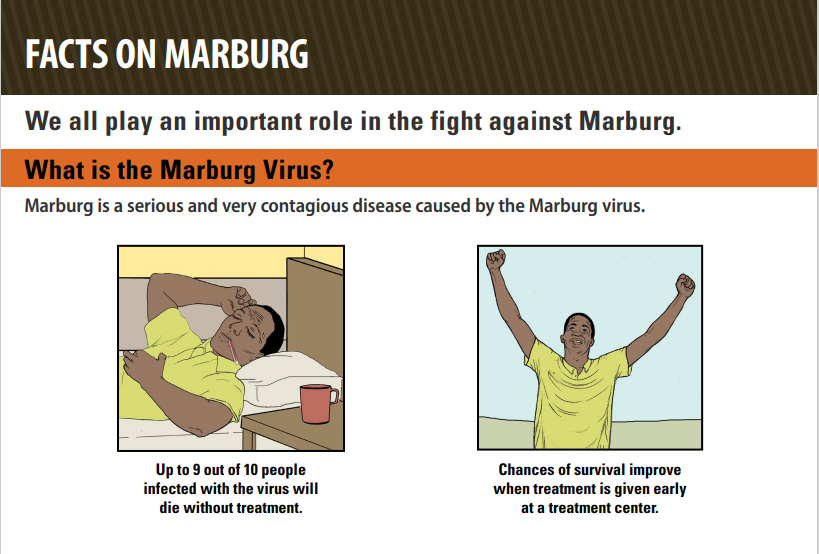 FACTS ON MARBURG
We all play an important role in the fight against Marburg.
What is the Marburg Virus?
Marburg is a serious and very contagious disease caused by the Marburg virus.
Up to 9 out of 10 people
infected with the virus will
die without treatment.
Chances of survival improve
when treatment is given early
at a treatment center.